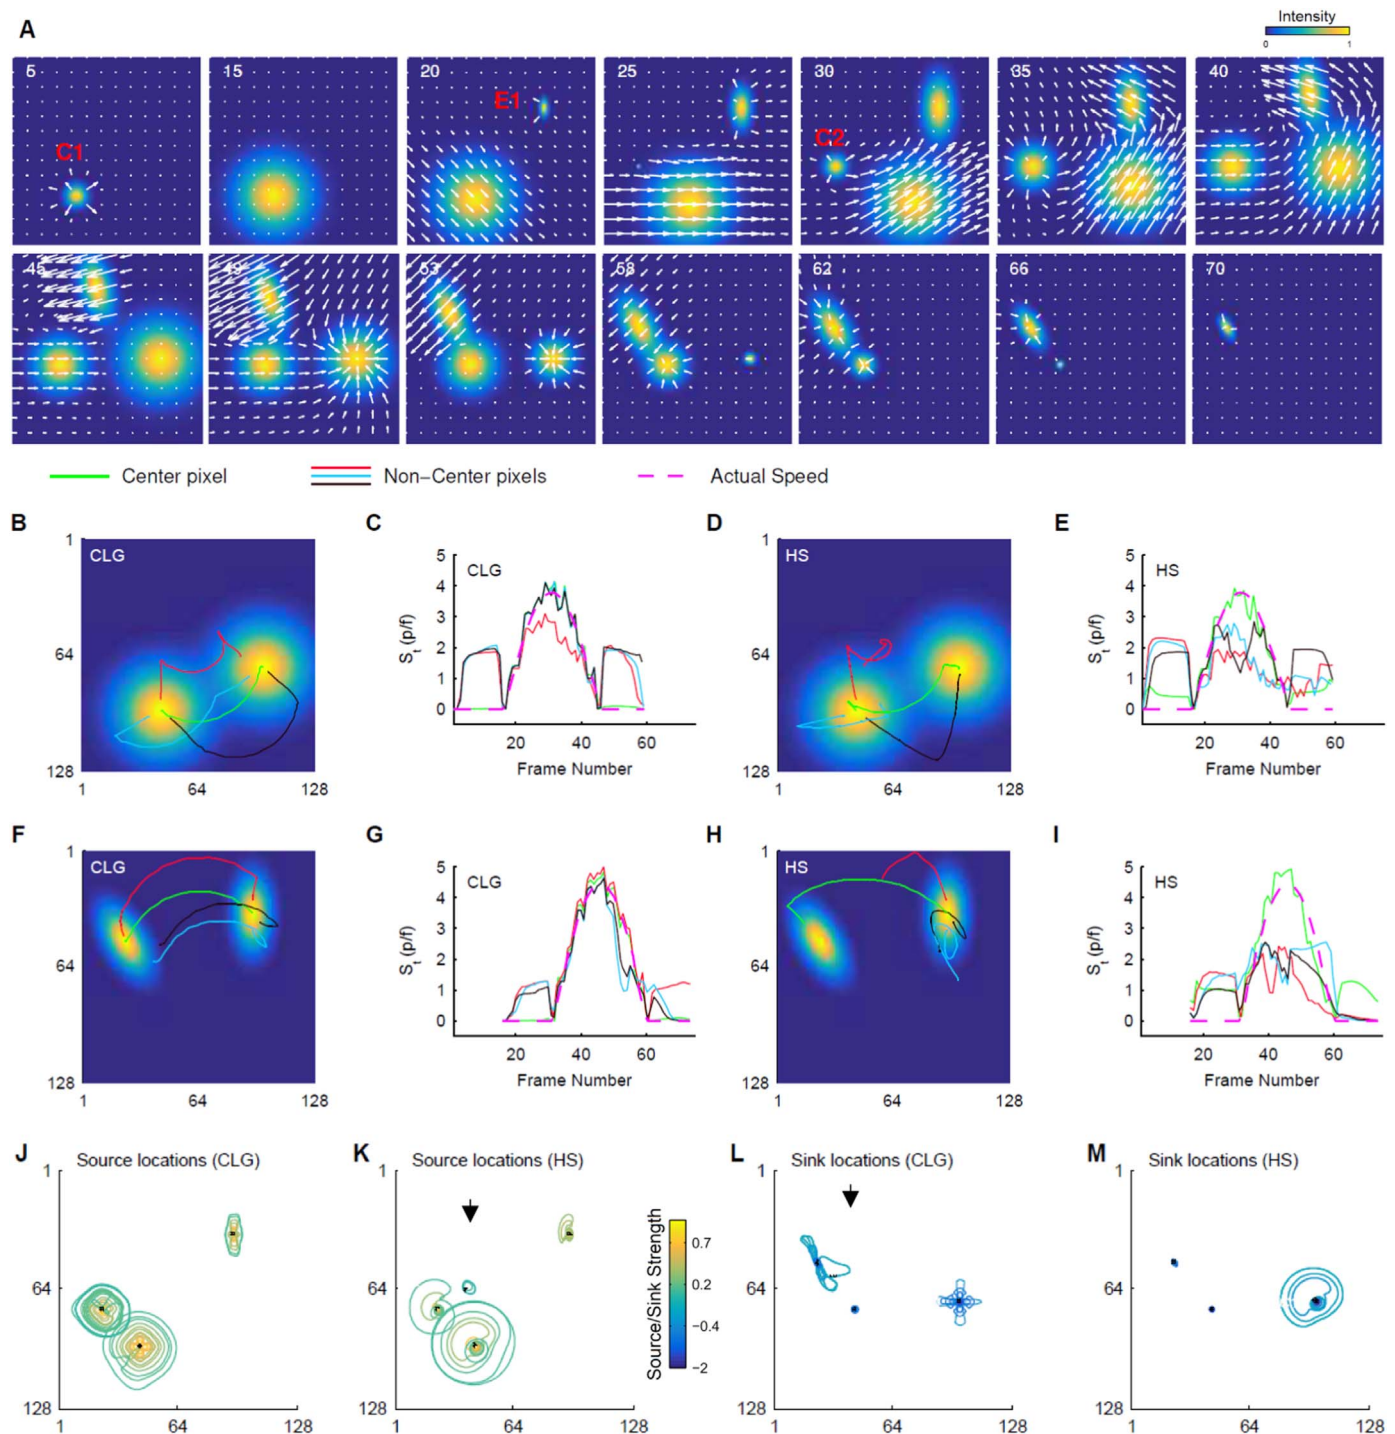 A
Intensity
0 1
5 15 20 25 30 35 40
E1
C2
C1
45 49 53 58 62 66 70
Center pixel Non−Center pixels Actual Speed
B C D E
1 CLG 5 CLG 1 HS 5 HS
4 4
3 3
64 Sₜ (p/f) 2 64 Sₜ (p/f) 2
1 1
128 0 128 0
1 64 128 20 40 60 1 64 128 20 40 60
Frame Number Frame Number
F G H I
1 CLG 5 CLG 1 HS 5 HS
4 4
3 3
64 Sₜ (p/f) 2 64 Sₜ (p/f) 2
1 1
128 0 128 0
1 64 128 20 40 60 1 64 128 20 40 60
Frame Number Frame Number
J Source locations (CLG) K Source locations (HS) L Sink locations (CLG) M Sink locations (HS)
1 1 1 1
Source/Sink Strength
0.7
64 64 0.2 64 64
−0.4
−2
128 128 128 128
1 64 128 1 64 128 1 64 128 1 64 128